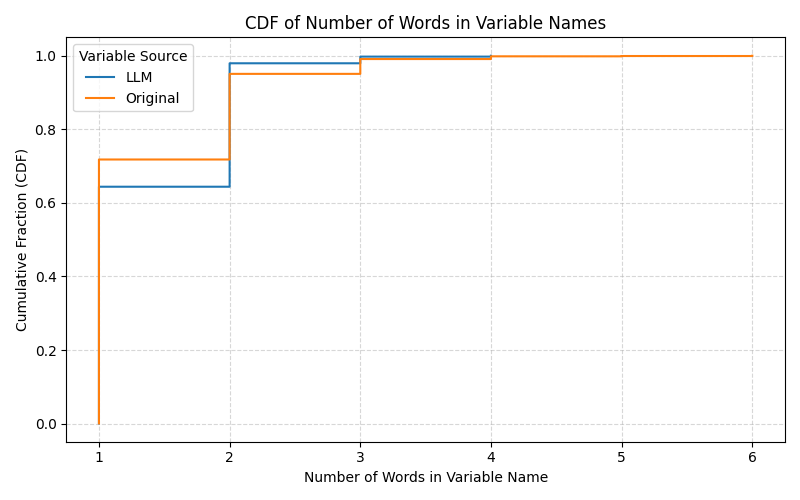 CDF of Number of Words in Variable Names
Variable Source
LLM
Original
Cumulative Fraction (CDF)
1.0
0.8
0.6
0.4
0.2
0.0
1 2 3 4 5 6
Number of Words in Variable Name